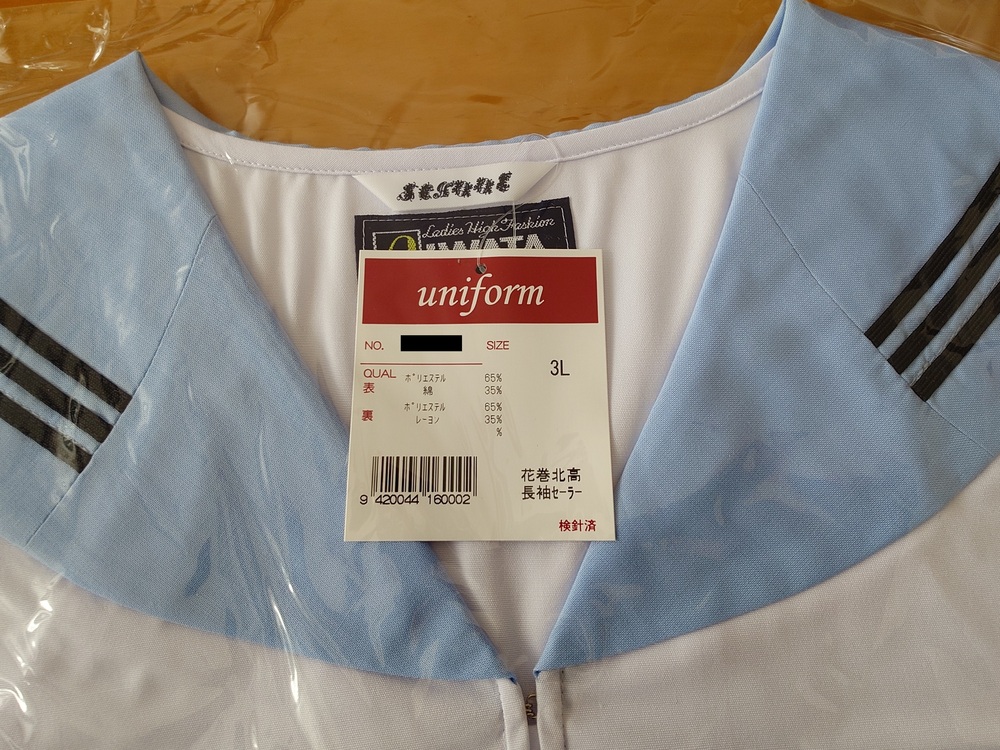 Ladies High Fashion
IWATA
uniform
NO.
SIZE
3L
QUAL
表 ポリエステル 65%
綿 35%
裏 ポリエステル 65%
レーヨン 35%
%
9 420044 160002
花巻北高
長袖セーラー
検針済